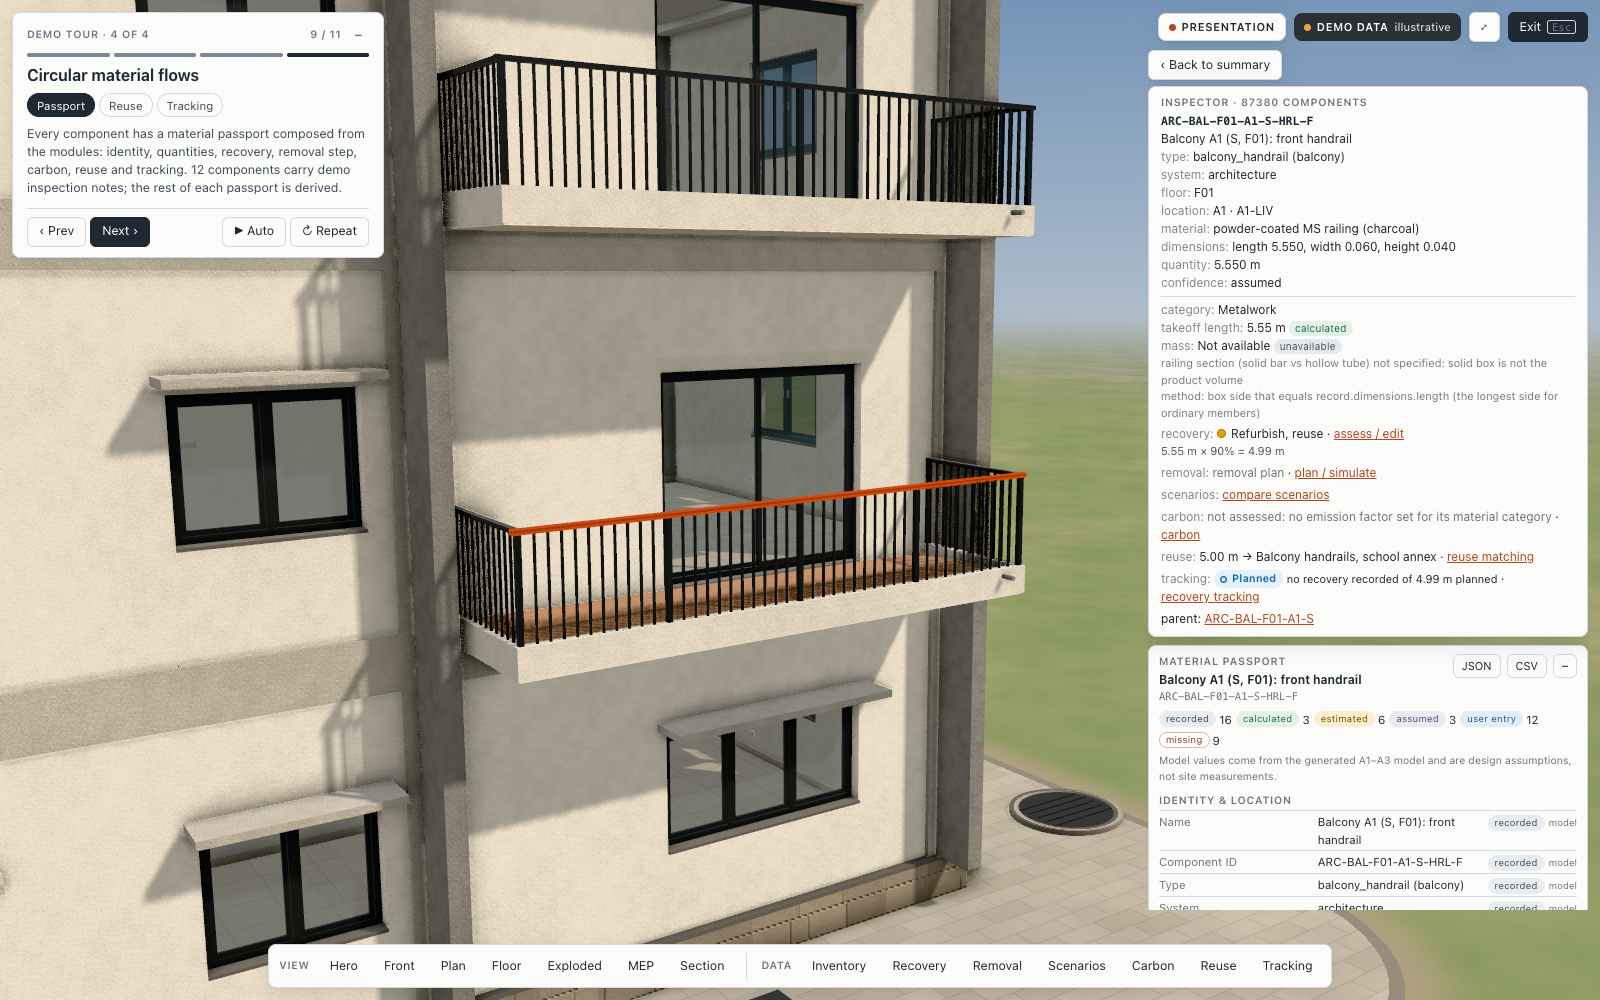 DEMO TOUR · 4 OF 4 9 / 11 –
Circular material flows
Passport Reuse Tracking
Every component has a material passport composed from
the modules: identity, quantities, recovery, removal step,
carbon, reuse and tracking. 12 components carry demo
inspection notes; the rest of each passport is derived.
‹ Prev Next › ▶ Auto ↻ Repeat
PRESENTATION DEMO DATA illustrative ⤢ Exit Esc
‹ Back to summary
INSPECTOR · 87380 COMPONENTS
ARC-BAL-F01-A1-S-HRL-F
Balcony A1 (S, F01): front handrail
type: balcony_handrail (balcony)
system: architecture
floor: F01
location: A1 · A1-LIV
material: powder-coated MS railing (charcoal)
dimensions: length 5.550, width 0.060, height 0.040
quantity: 5.550 m
confidence: assumed
category: Metalwork
takeoff length: 5.55 m calculated
mass: Not available unavailable
railing section (solid bar vs hollow tube) not specified: solid box is not the
product volume
method: box side that equals record.dimensions.length (the longest side for
ordinary members)
recovery: Refurbish, reuse · assess / edit
5.55 m × 90% = 4.99 m
removal: removal plan · plan / simulate
scenarios: compare scenarios
carbon: not assessed: no emission factor set for its material category ·
carbon
reuse: 5.00 m → Balcony handrails, school annex · reuse matching
tracking: Planned no recovery recorded of 4.99 m planned ·
recovery tracking
parent: ARC-BAL-F01-A1-S
MATERIAL PASSPORT JSON CSV –
Balcony A1 (S, F01): front handrail
ARC-BAL-F01-A1-S-HRL-F
recorded 16 calculated 3 estimated 6 assumed 3 user entry 12
missing 9
Model values come from the generated A1–A3 model and are design assumptions,
not site measurements.
IDENTITY & LOCATION
Name Balcony A1 (S, F01): front recorded model
handrail
Component ID ARC-BAL-F01-A1-S-HRL-F recorded model
Type balcony_handrail (balcony) recorded model
System architecture recorded model
VIEW Hero Front Plan Floor Exploded MEP Section DATA Inventory Recovery Removal Scenarios Carbon Reuse Tracking